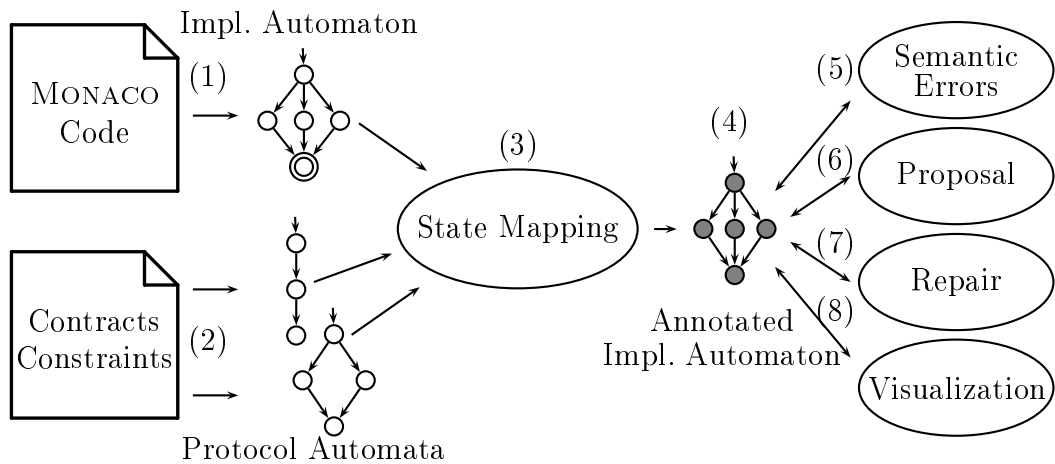 Impl. Automaton
MONACO
Code
(1)
Contracts
Constraints
(2)
Protocol Automata
(3)
State Mapping
(4)
Annotated
Impl. Automaton
(5)
Semantic
Errors
(6)
Proposal
(7)
Repair
(8)
Visualization